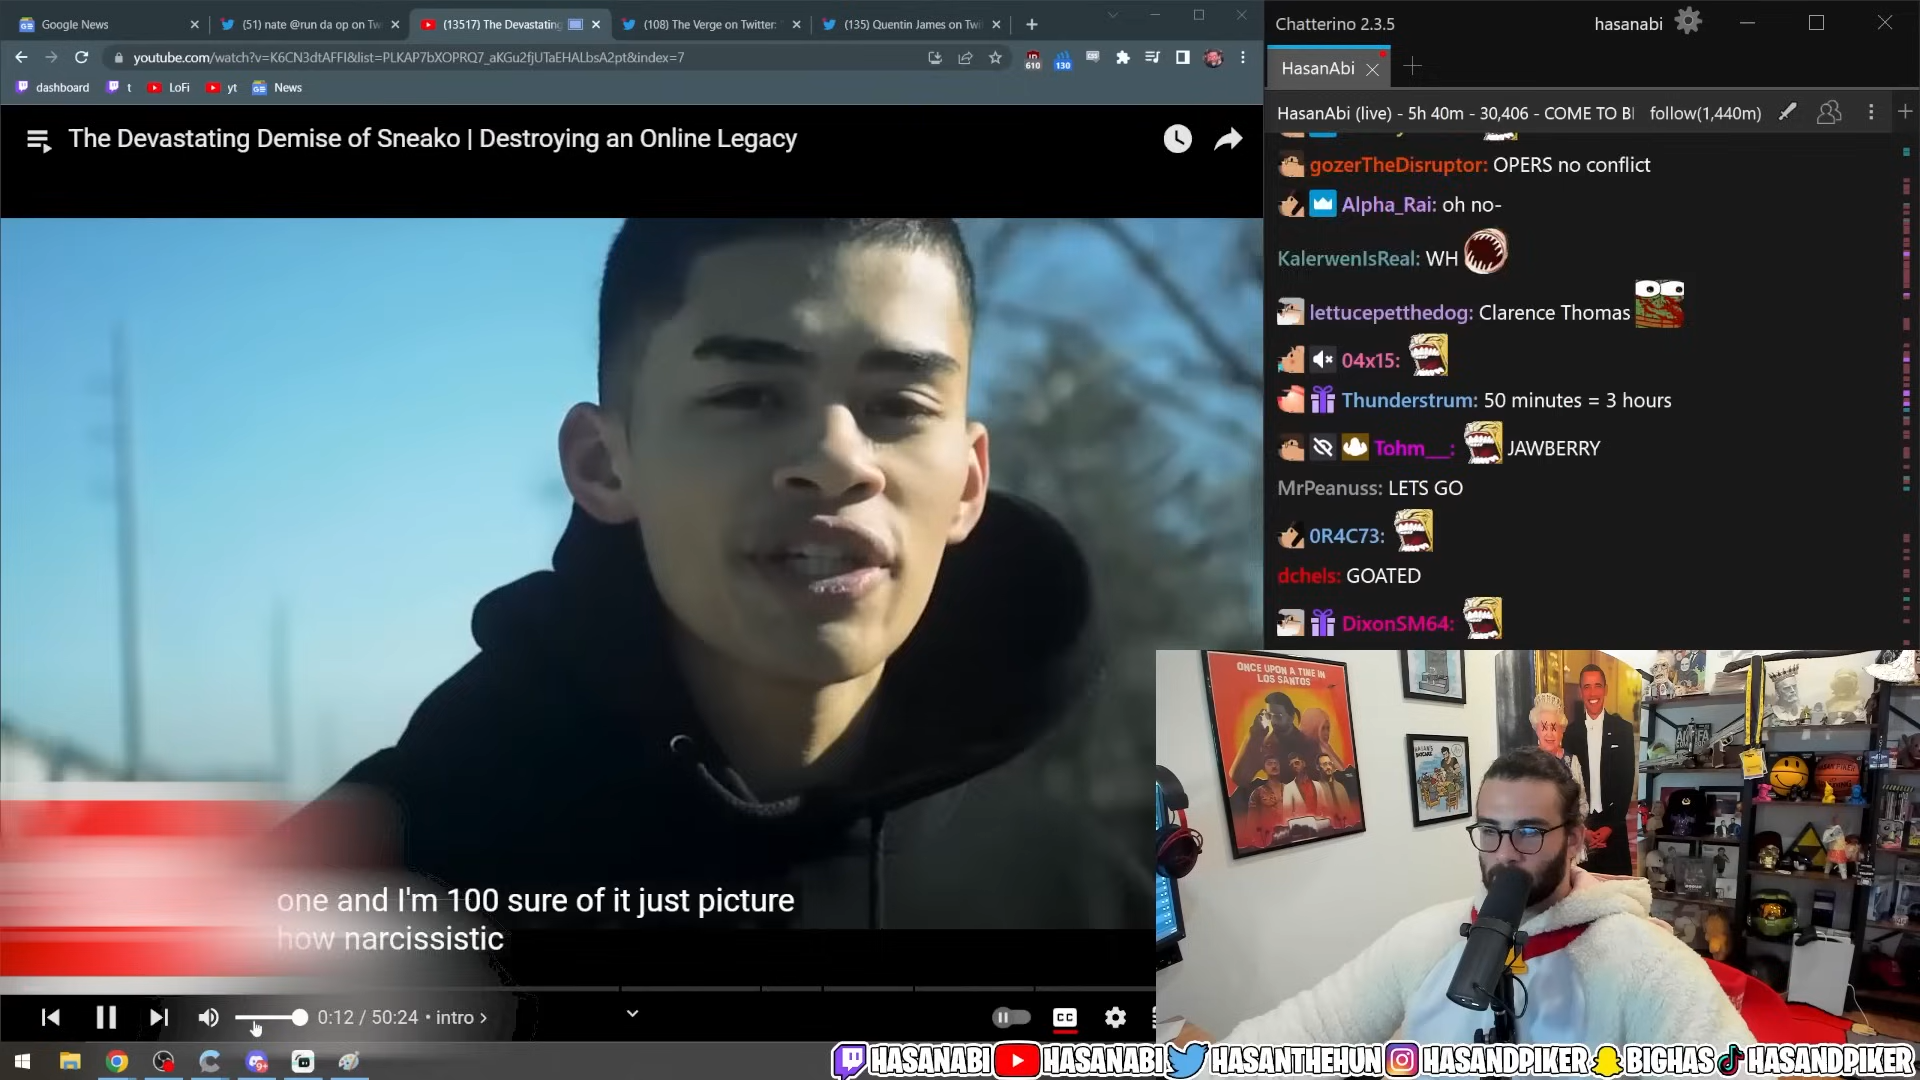 Google News
(51) nate @run da op on Tw
(13517) The Devastating
(108) The Verge on Twitter:
(135) Quentin James on Twi
youtube.com/watch?v=K6CN3dtAFFI&list=PLKAP7bXOPRQ7_aKGu2fjUTaEHALbsA2pt&index=7
610
130
dashboard
t
LoFi
yt
News
The Devastating Demise of Sneako | Destroying an Online Legacy
one and I'm 100 sure of it just picture
how narcissistic
0:12 / 50:24 • intro
CC
Chatterino 2.3.5
hasanabi
HasanAbi
HasanAbi (live) - 5h 40m - 30,406 - COME TO B
follow(1,440m)
gozerTheDisruptor: OPERS no conflict
Alpha_Rai: oh no-
KalerwenIsReal: WH
lettucepetthedog: Clarence Thomas
04x15:
Thunderstrum: 50 minutes = 3 hours
Tohm___: JAWBERRY
MrPeanuss: LETS GO
0R4C73:
dchels: GOATED
DixonSM64:
ONCE UPON A TIME IN
LOS SANTOS
HASANABI
HASANABI
HASANTHEHUN
HASANDPIKER
BIGHAS
HASANDPIKER